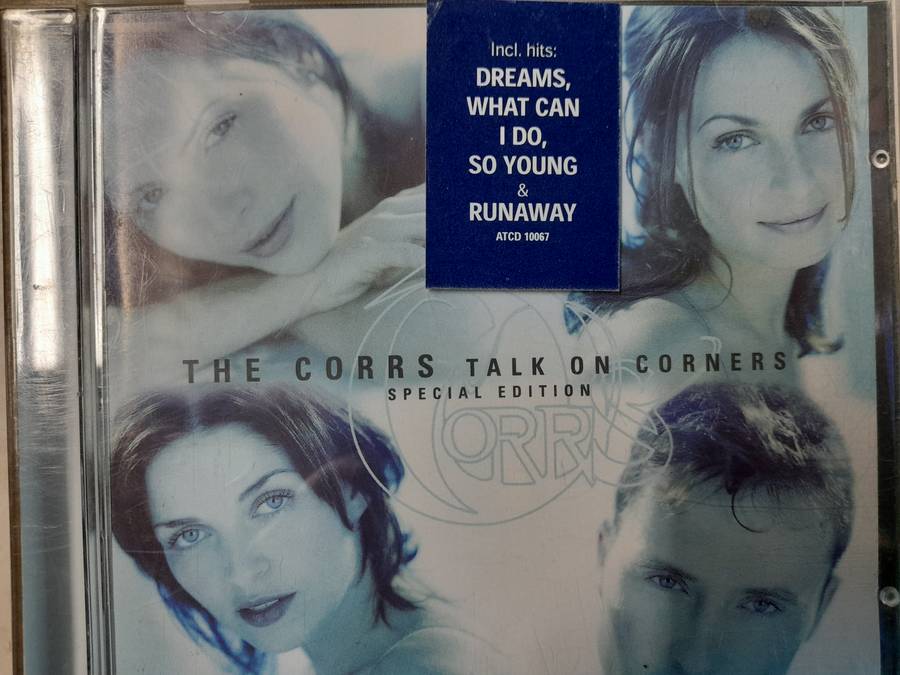 Incl. hits:
DREAMS,
WHAT CAN
I DO,
SO YOUNG
&
RUNAWAY
ATCD 10067
THE CORRS TALK ON CORNERS
SPECIAL EDITION
CORRS